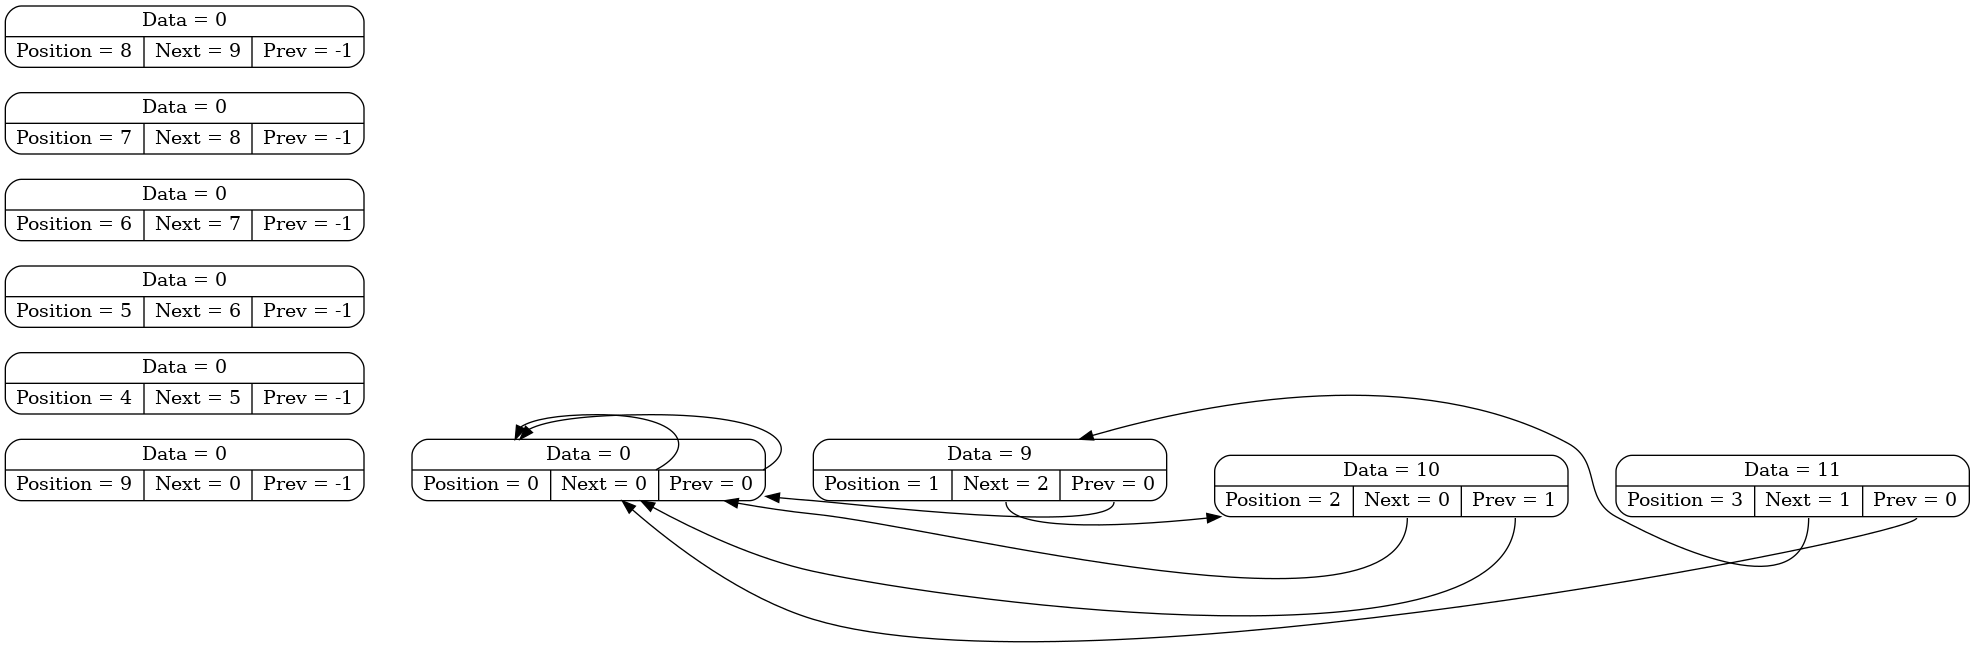 Data = 0
Position = 8 Next = 9 Prev = -1
Data = 0
Position = 7 Next = 8 Prev = -1
Data = 0
Position = 6 Next = 7 Prev = -1
Data = 0
Position = 5 Next = 6 Prev = -1
Data = 0
Position = 4 Next = 5 Prev = -1
Data = 0
Position = 9 Next = 0 Prev = -1
Data = 0
Position = 0 Next = 0 Prev = 0
Data = 9
Position = 1 Next = 2 Prev = 0
Data = 10
Position = 2 Next = 0 Prev = 1
Data = 11
Position = 3 Next = 1 Prev = 0